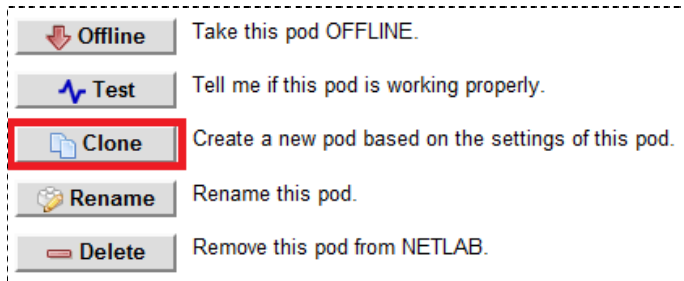 Offline Take this pod OFFLINE.
Test Tell me if this pod is working properly.
Clone Create a new pod based on the settings of this pod.
Rename Rename this pod.
Delete Remove this pod from NETLAB.